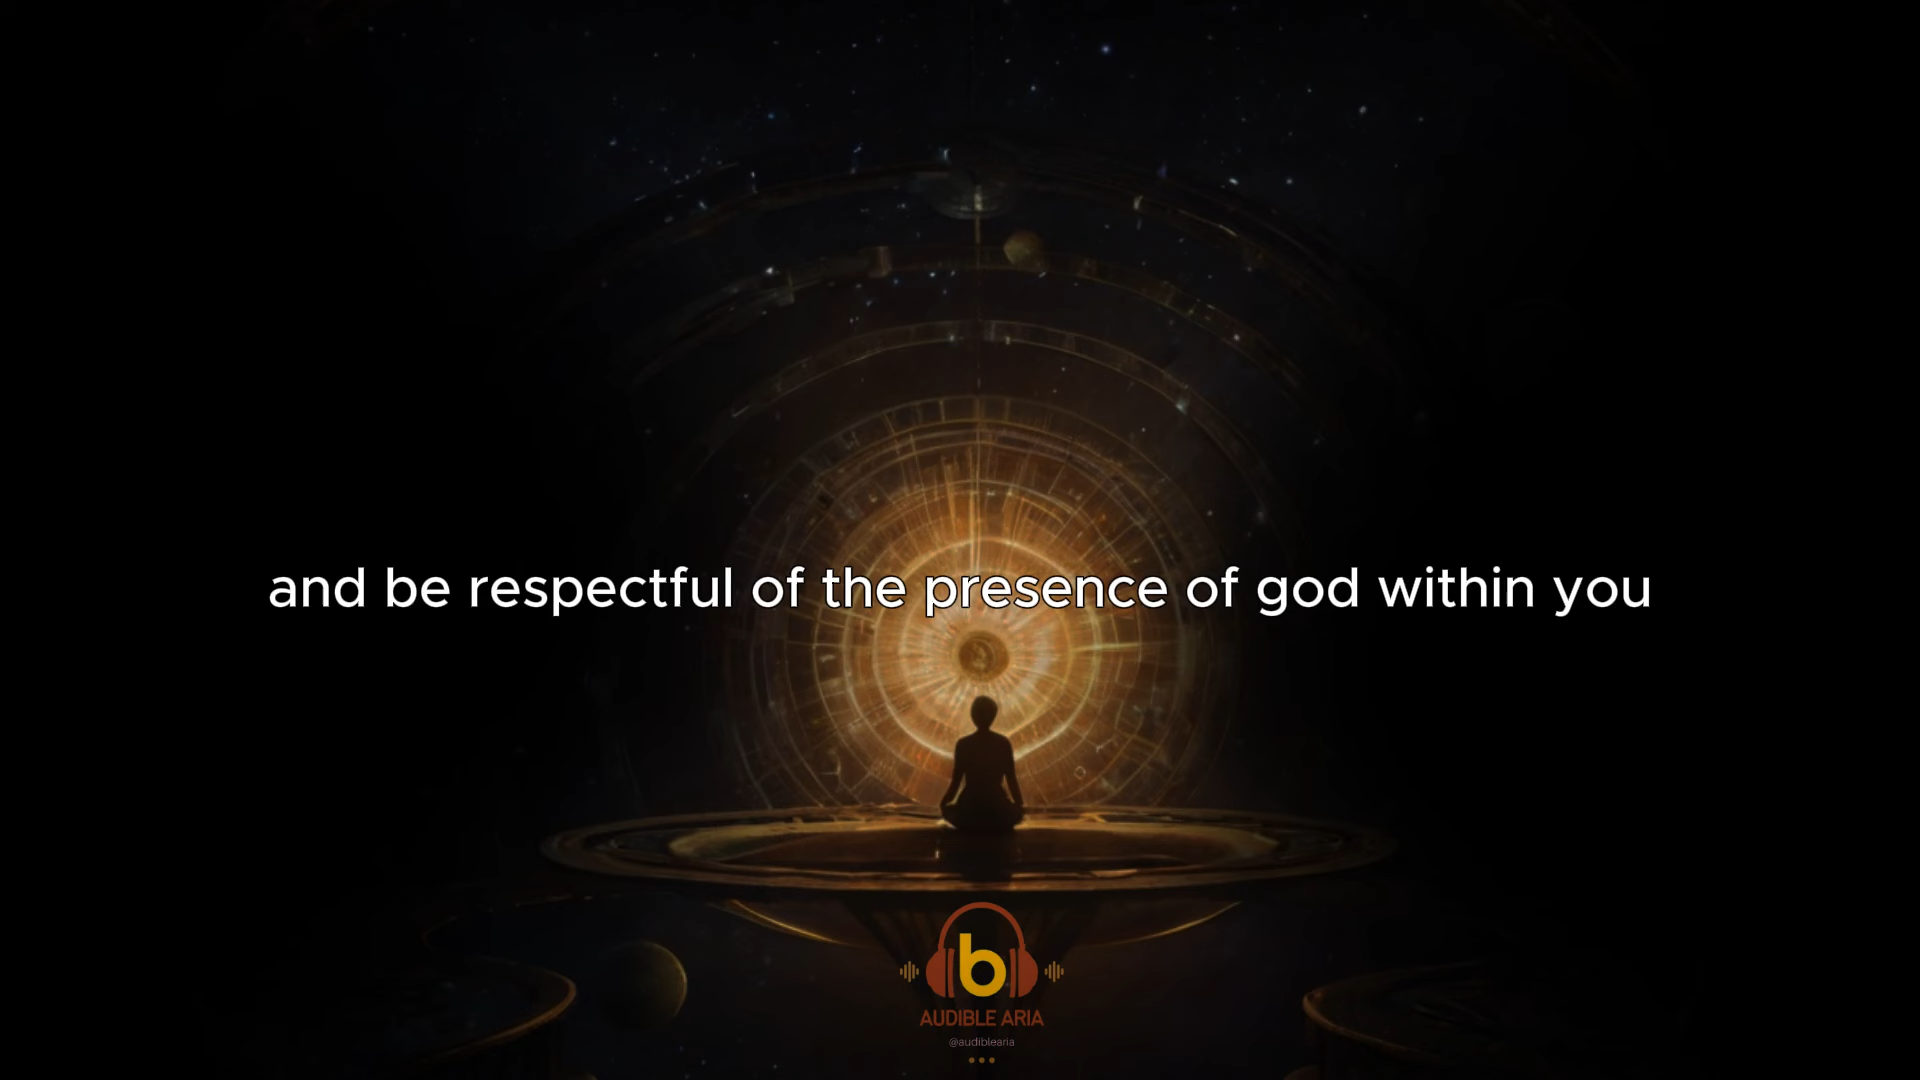 and be respectful of the presence of god within you
b
AUDIBLE ARIA
@audiblearia